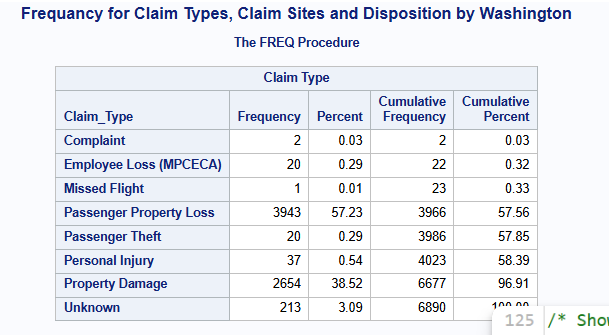 Frequancy for Claim Types, Claim Sites and Disposition by Washington
The FREQ Procedure
Claim Type
Claim_Type Frequency Percent Cumulative Frequency Cumulative Percent
Complaint 2 0.03 2 0.03
Employee Loss (MPCECA) 20 0.29 22 0.32
Missed Flight 1 0.01 23 0.33
Passenger Property Loss 3943 57.23 3966 57.56
Passenger Theft 20 0.29 3986 57.85
Personal Injury 37 0.54 4023 58.39
Property Damage 2654 38.52 6677 96.91
Unknown 213 3.09 6890
125 /*